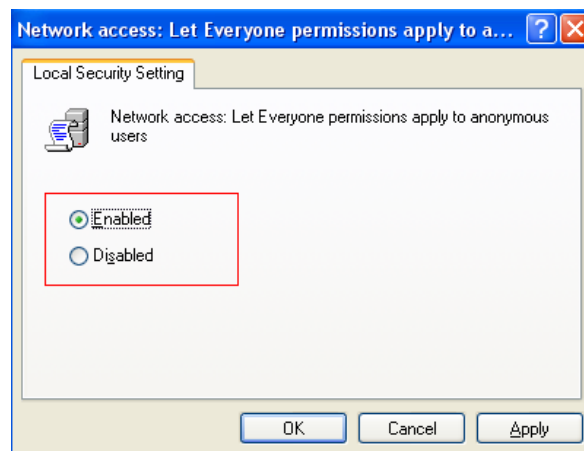 Network access: Let Everyone permissions apply to a...
Local Security Setting
Network access: Let Everyone permissions apply to anonymous
users
Enabled
Disabled
OK
Cancel
Apply